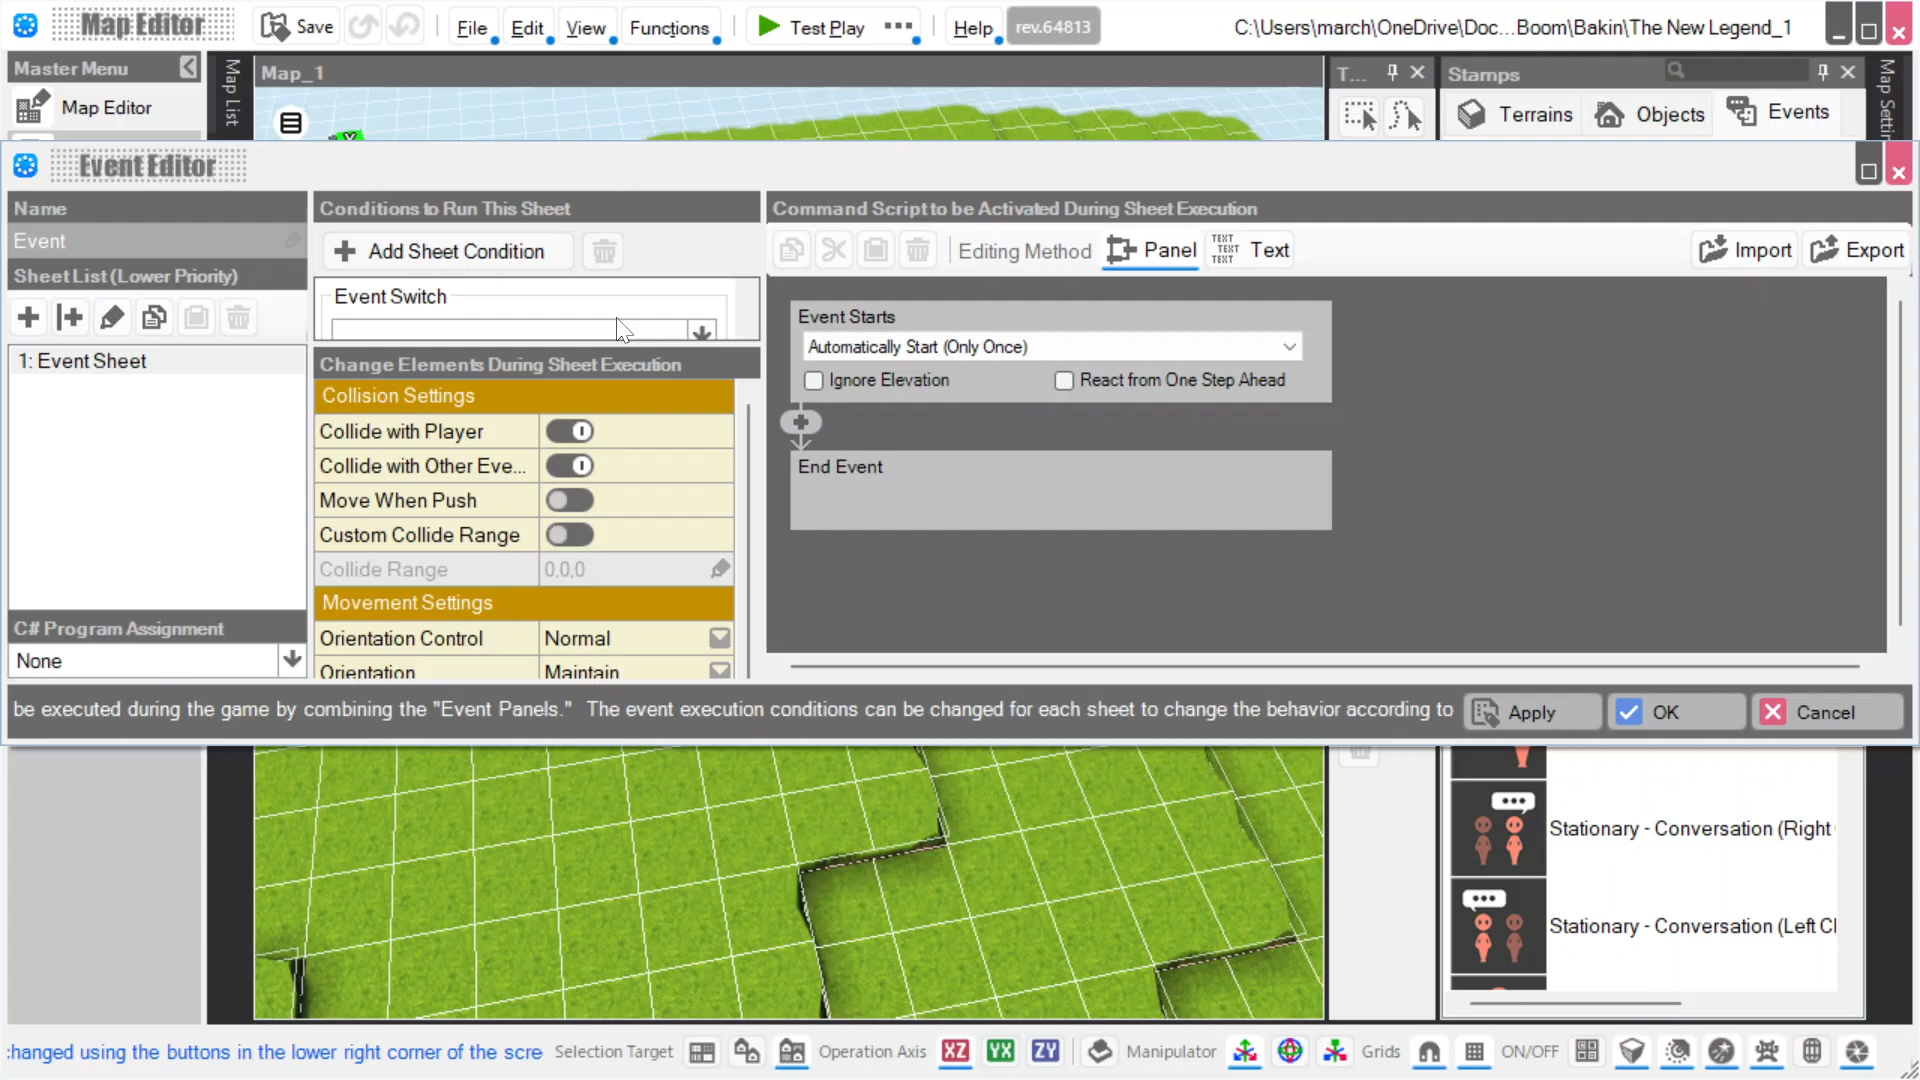 Map Editor
Save
File
Edit
View
Functions
Test Play
Help
rev.64813
C:\Users\march\OneDrive\Doc...Boom\Bakin\The New Legend_1
Master Menu
Map Editor
Map List
Map_1
T...
Stamps
Terrains
Objects
Events
Map Setti
Event Editor
Name
Event
Sheet List (Lower Priority)
1: Event Sheet
C# Program Assignment
None
Conditions to Run This Sheet
Add Sheet Condition
Event Switch
Change Elements During Sheet Execution
Collision Settings
Collide with Player
Collide with Other Eve...
Move When Push
Custom Collide Range
Collide Range 0,0,0
Movement Settings
Orientation Control Normal
Orientation Maintain
Command Script to be Activated During Sheet Execution
Editing Method
Panel
TEXT TEXT TEXT
Text
Import
Export
Event Starts
Automatically Start (Only Once)
Ignore Elevation
React from One Step Ahead
End Event
be executed during the game by combining the "Event Panels." The event execution conditions can be changed for each sheet to change the behavior according to
Apply
OK
Cancel
Stationary - Conversation (Right
Stationary - Conversation (Left Cl
changed using the buttons in the lower right corner of the scre
Selection Target
Operation Axis
XZ
YX
ZY
Manipulator
Grids
ON/OFF